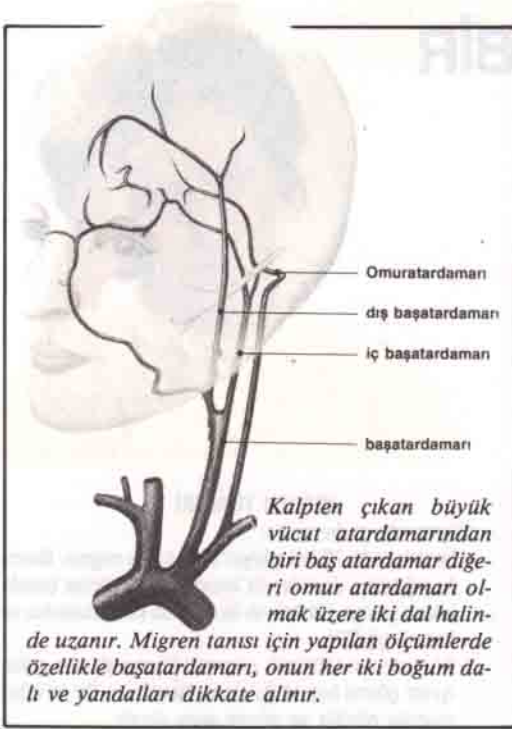 BİR
Omuratardamarı
dış başatardamarı
iç başatardamarı
başatardamarı
Kalpten çıkan büyük
vücut atardamarından
biri baş atardamar diğe-
ri omur atardamarı ol-
mak üzere iki dal halin-
de uzanır. Migren tanısı için yapılan ölçümlerde
özellikle başatardamarı, onun her iki boğum da-
lı ve yandalları dikkate alınır.